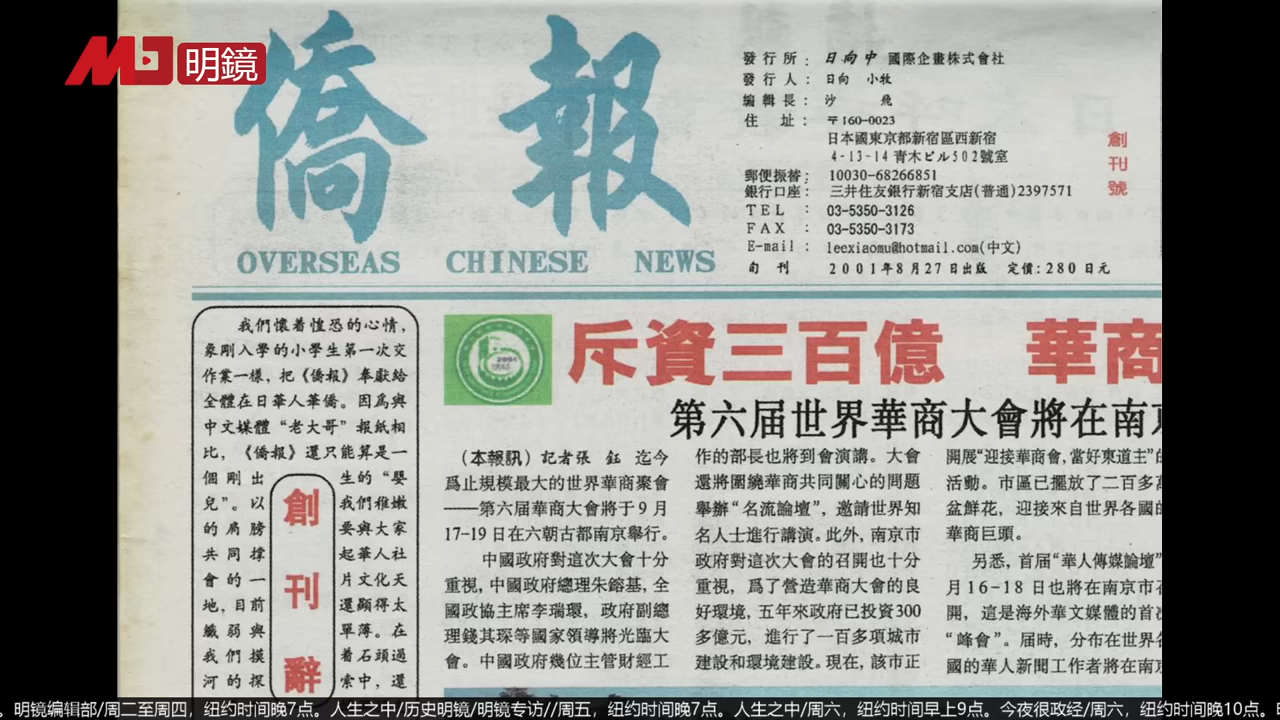 明鏡
僑報
OVERSEAS CHINESE NEWS
發行所：日向中國際企畫株式會社
發行人：日向 小牧
編輯長：沙 飛
住址：〒160-0023
日本國東京都新宿區西新宿
4-13-14 青木ビル502號室
郵便振替：10030-68266851
銀行口座：三井住友銀行新宿支店(普通)2397571
TEL：03-5350-3126
FAX：03-5350-3173
E-mail：leexiaomu@hotmail.com(中文)
旬刊 2001年8月27日出版 定價:280日元
創刊號
我們懷着惶恐的心情，
象剛入學的小學生第一次交
作業一樣，把《僑報》奉獻給
全體在日華人華僑。因爲與
中文媒體“老大哥”報紙相
比，《僑報》還只能算是一
個剛出生的“嬰
兒”。以我們稚嫩
的肩膀要與大家
共同撑起華人社
會的一片文化天
地，目前還顯得太
纖弱與單薄。在
我們摸着石頭過
河的探索中，還
創刊辭
斥資三百億 華商
第六届世界華商大會將在南京
（本報訊）記者張 鈺 迄今
爲止規模最大的世界華商聚會
——第六届華商大會將于9月
17-19日在六朝古都南京舉行。
中國政府對這次大會十分
重視，中國政府總理朱鎔基，全
國政協主席李瑞環，政府副總
理錢其琛等國家領導將光臨大
會。中國政府幾位主管財經工
作的部長也將到會演講。大會
還將圍繞華商共同關心的問題
舉辦“名流論壇”，邀請世界知
名人士進行講演。此外，南京市
政府對這次大會的召開也十分
重視，爲了營造華商大會的良
好環境，五年來政府已投資300
多億元，進行了一百多項城市
建設和環境建設。現在，該市正
開展“迎接華商會，當好東道主”的
活動。市區已擺放了二百多萬
盆鮮花，迎接來自世界各國的
華商巨頭。
另悉，首届“華人傳媒論壇”
月16-18日也將在南京市召
開，這是海外華文媒體的首次
“峰會”。届時，分布在世界各
國的華人新聞工作者將在南京
。明镜编辑部/周二至周四，纽约时间晚7点。人生之中/历史明镜/明镜专访//周五，纽约时间晚7点。人生之中/周六，纽约时间早上9点。今夜很政经/周六，纽约时间晚10点。